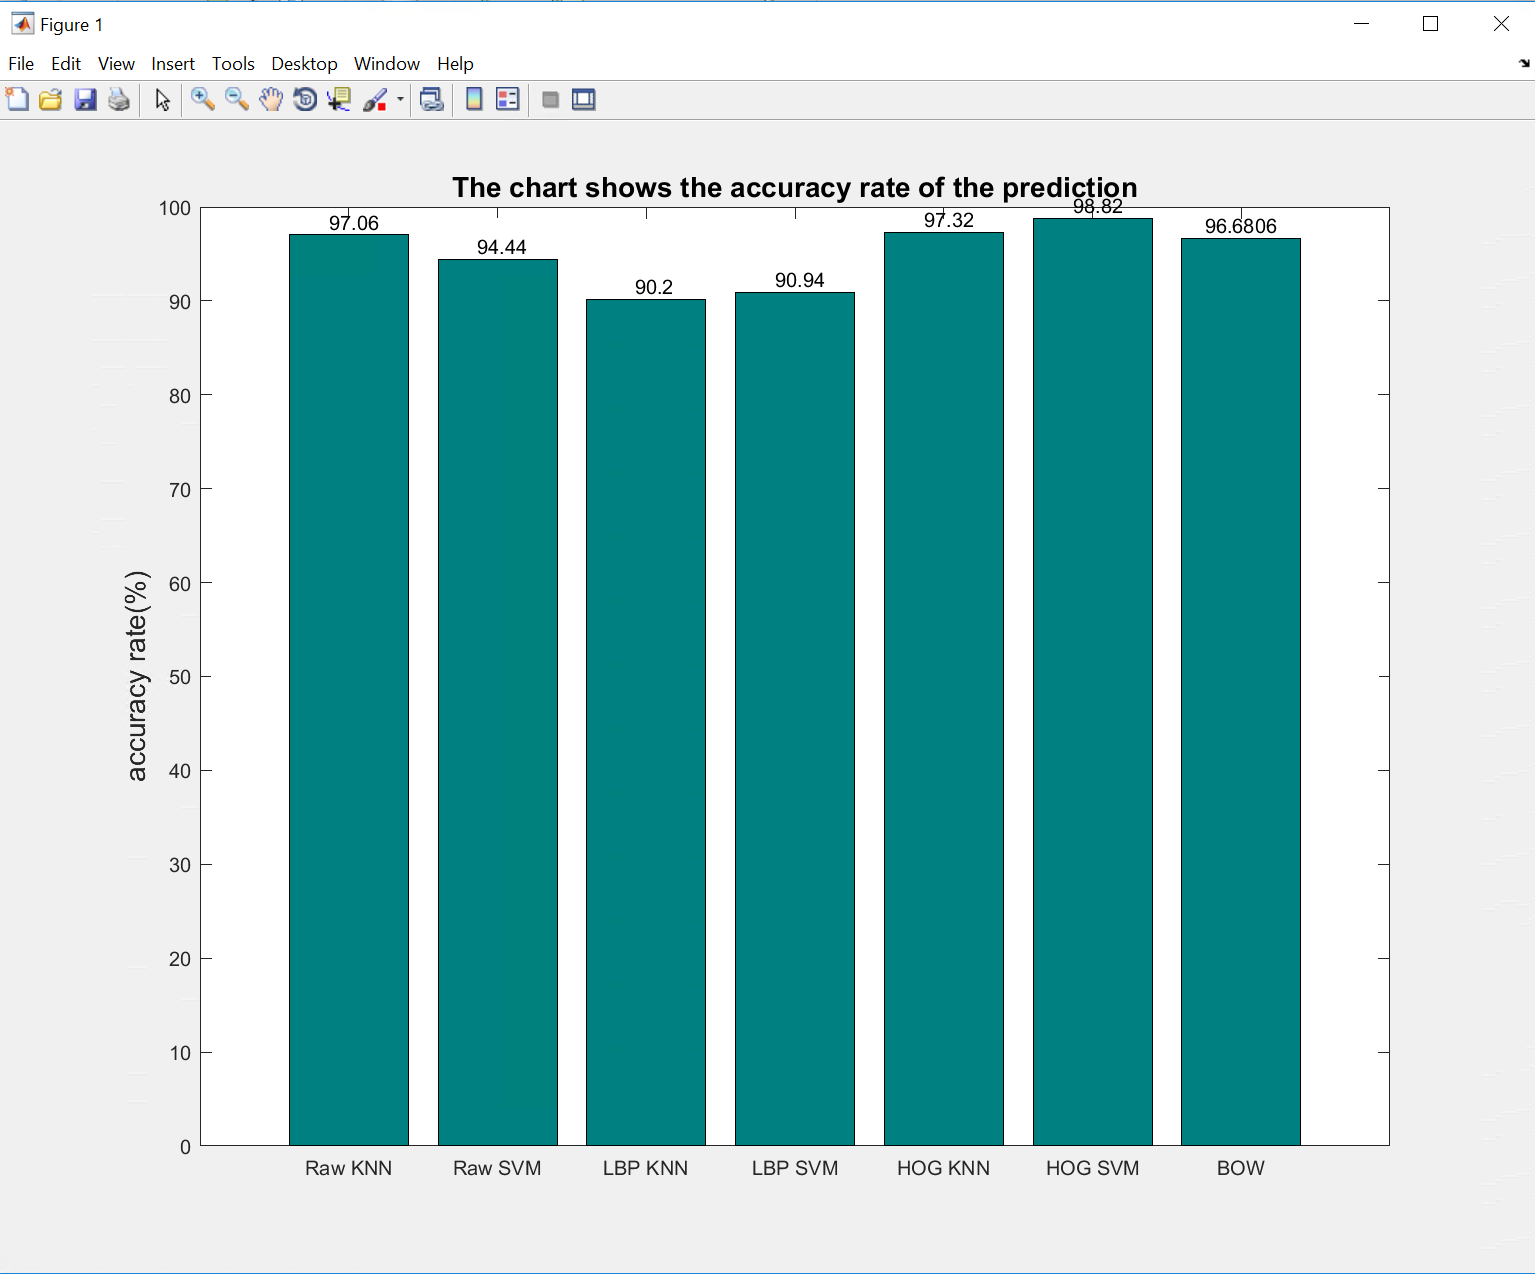 Figure 1
File Edit View Insert Tools Desktop Window Help
The chart shows the accuracy rate of the prediction
97.06 94.44 90.2 90.94 97.32 98.82 96.6806
100
90
80
70
60
50
40
30
20
10
0
accuracy rate(%)
Raw KNN Raw SVM LBP KNN LBP SVM HOG KNN HOG SVM BOW